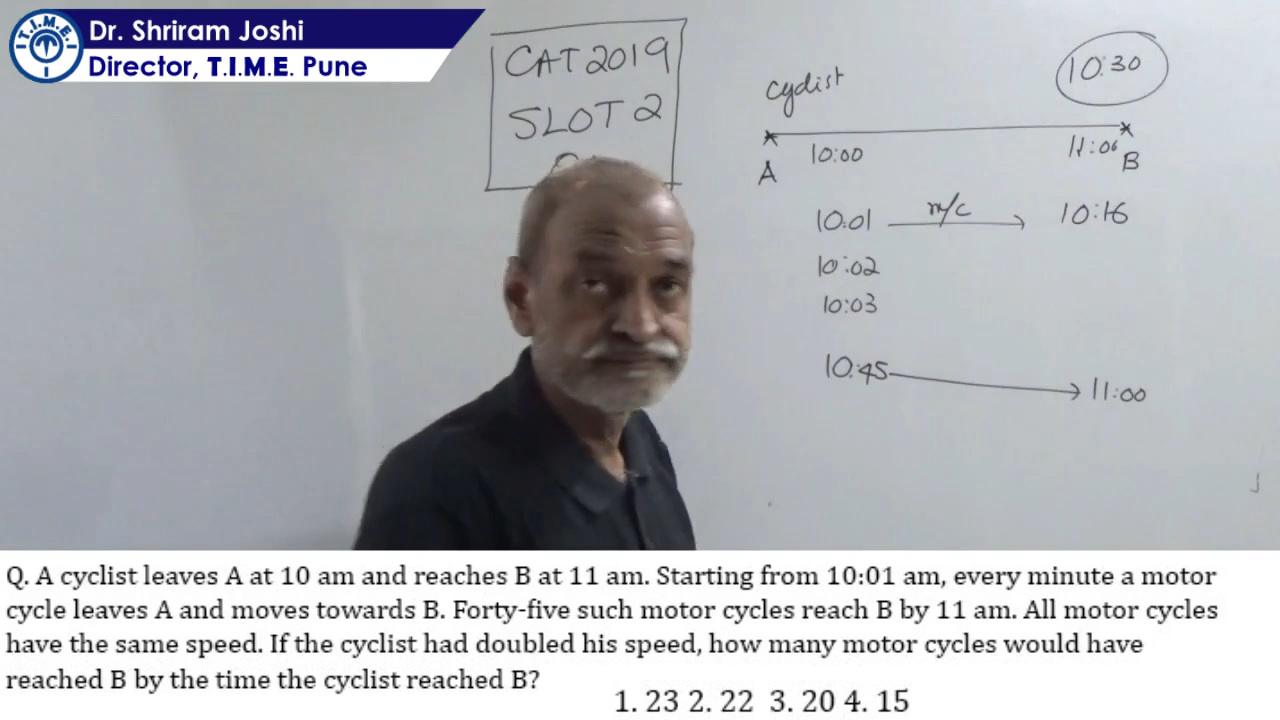 T.I.M.E.
Dr. Shriram Joshi
Director, T.I.M.E. Pune
CAT 2019
SLOT 2
cyclist
10:30
A
10:00
11:00
B
10:01 m/c 10:16
10:02
10:03
10:45 11:00
Q. A cyclist leaves A at 10 am and reaches B at 11 am. Starting from 10:01 am, every minute a motor
cycle leaves A and moves towards B. Forty-five such motor cycles reach B by 11 am. All motor cycles
have the same speed. If the cyclist had doubled his speed, how many motor cycles would have
reached B by the time the cyclist reached B?
1. 23 2. 22 3. 20 4. 15